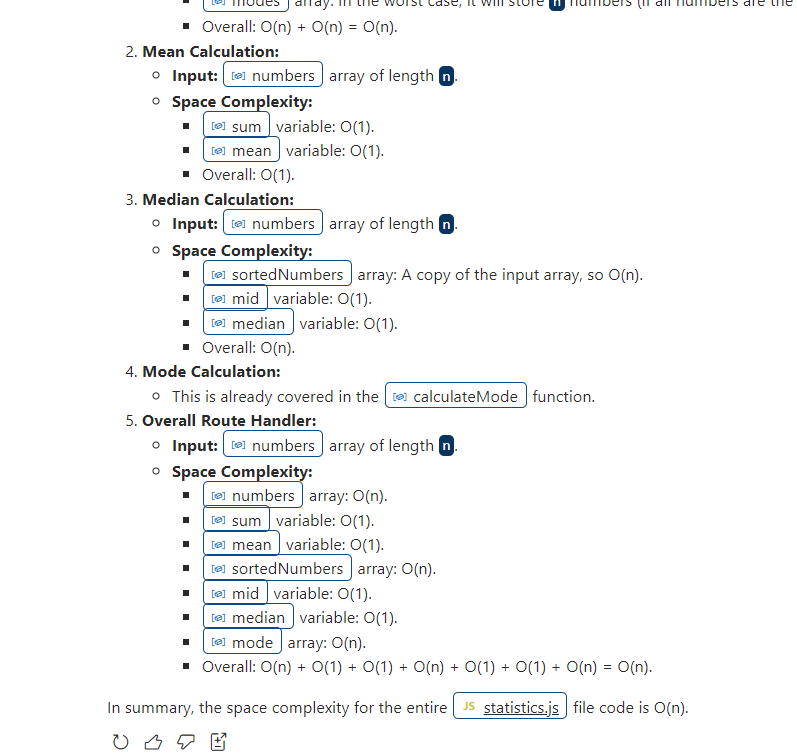 modes array. In the worst case, it will store n numbers (if all numbers are the
Overall: O(n) + O(n) = O(n).
2. Mean Calculation:
Input: numbers array of length n.
Space Complexity:
sum variable: O(1).
mean variable: O(1).
Overall: O(1).
3. Median Calculation:
Input: numbers array of length n.
Space Complexity:
sortedNumbers array: A copy of the input array, so O(n).
mid variable: O(1).
median variable: O(1).
Overall: O(n).
4. Mode Calculation:
This is already covered in the calculateMode function.
5. Overall Route Handler:
Input: numbers array of length n.
Space Complexity:
numbers array: O(n).
sum variable: O(1).
mean variable: O(1).
sortedNumbers array: O(n).
mid variable: O(1).
median variable: O(1).
mode array: O(n).
Overall: O(n) + O(1) + O(1) + O(n) + O(1) + O(1) + O(n) = O(n).
In summary, the space complexity for the entire JS statistics.js file code is O(n).